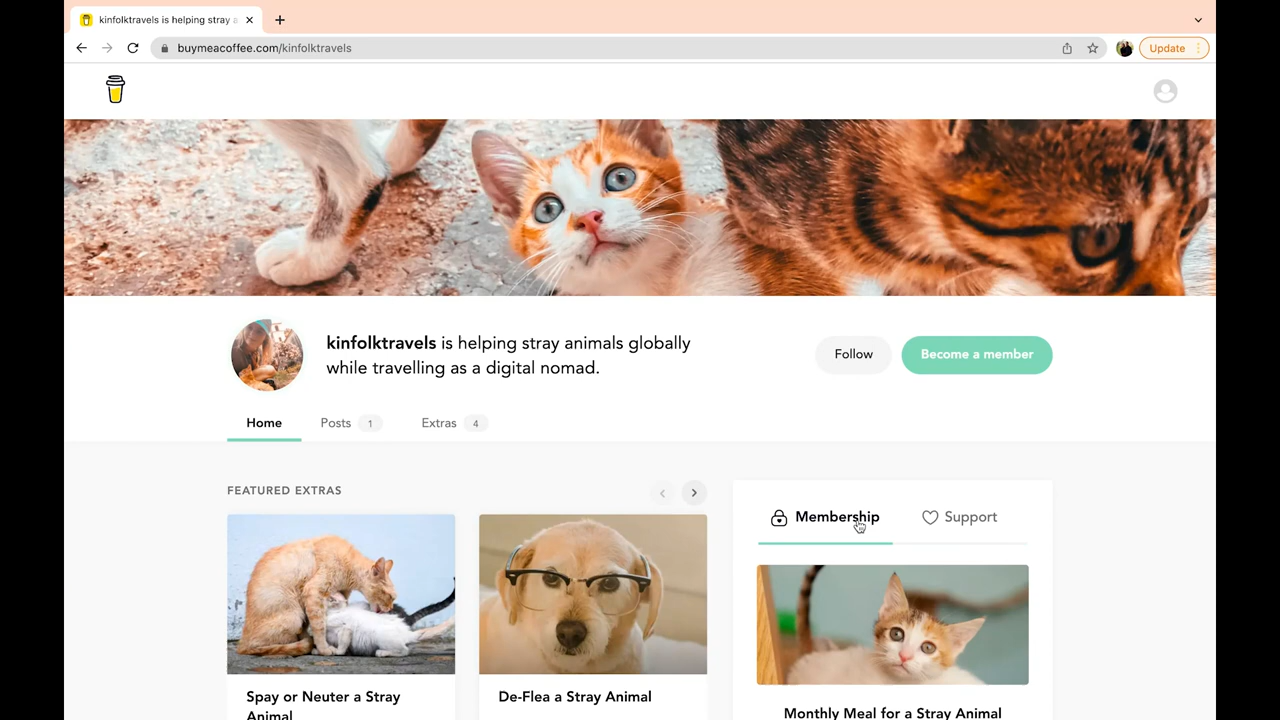 kinfolktravels is helping stray a
buymeacoffee.com/kinfolktravels
Update
kinfolktravels is helping stray animals globally
while travelling as a digital nomad.
Follow
Become a member
Home
Posts 1
Extras 4
FEATURED EXTRAS
Membership
Support
Spay or Neuter a Stray
Animal
De-Flea a Stray Animal
Monthly Meal for a Stray Animal